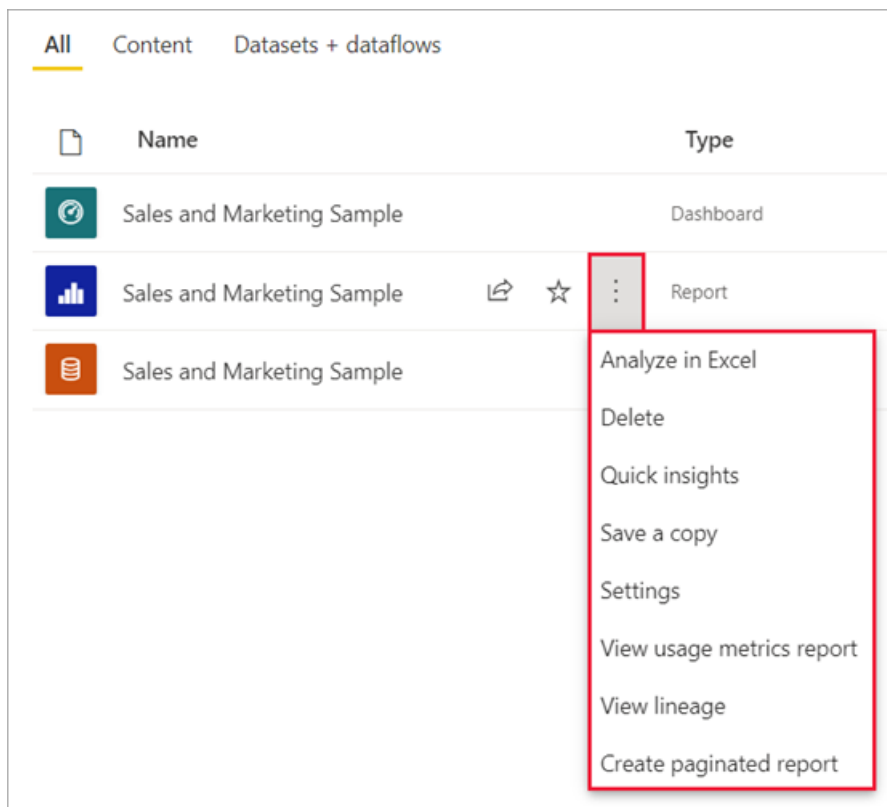 All Content Datasets + dataflows
Name Type
Sales and Marketing Sample Dashboard
Sales and Marketing Sample Report
Sales and Marketing Sample
Analyze in Excel
Delete
Quick insights
Save a copy
Settings
View usage metrics report
View lineage
Create paginated report